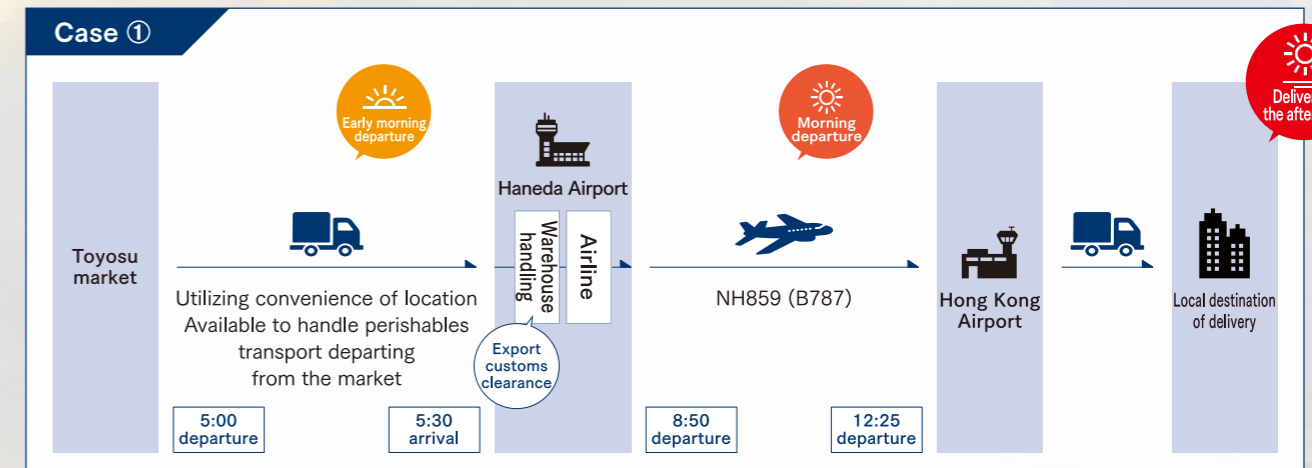 Case ①
Early morning
departure
Morning
departure
the
Haneda Airport
Warehouse
handling
Airline
Toyosu
market
Utilizing convenience of location
Available to handle perishables
transport departing
from the market
Export
customs
clearance
NH859 (B787)
Hong Kong
Airport
Local destination
of delivery
5:00
departure
5:30
arrival
8:50
departure
12:25
departure